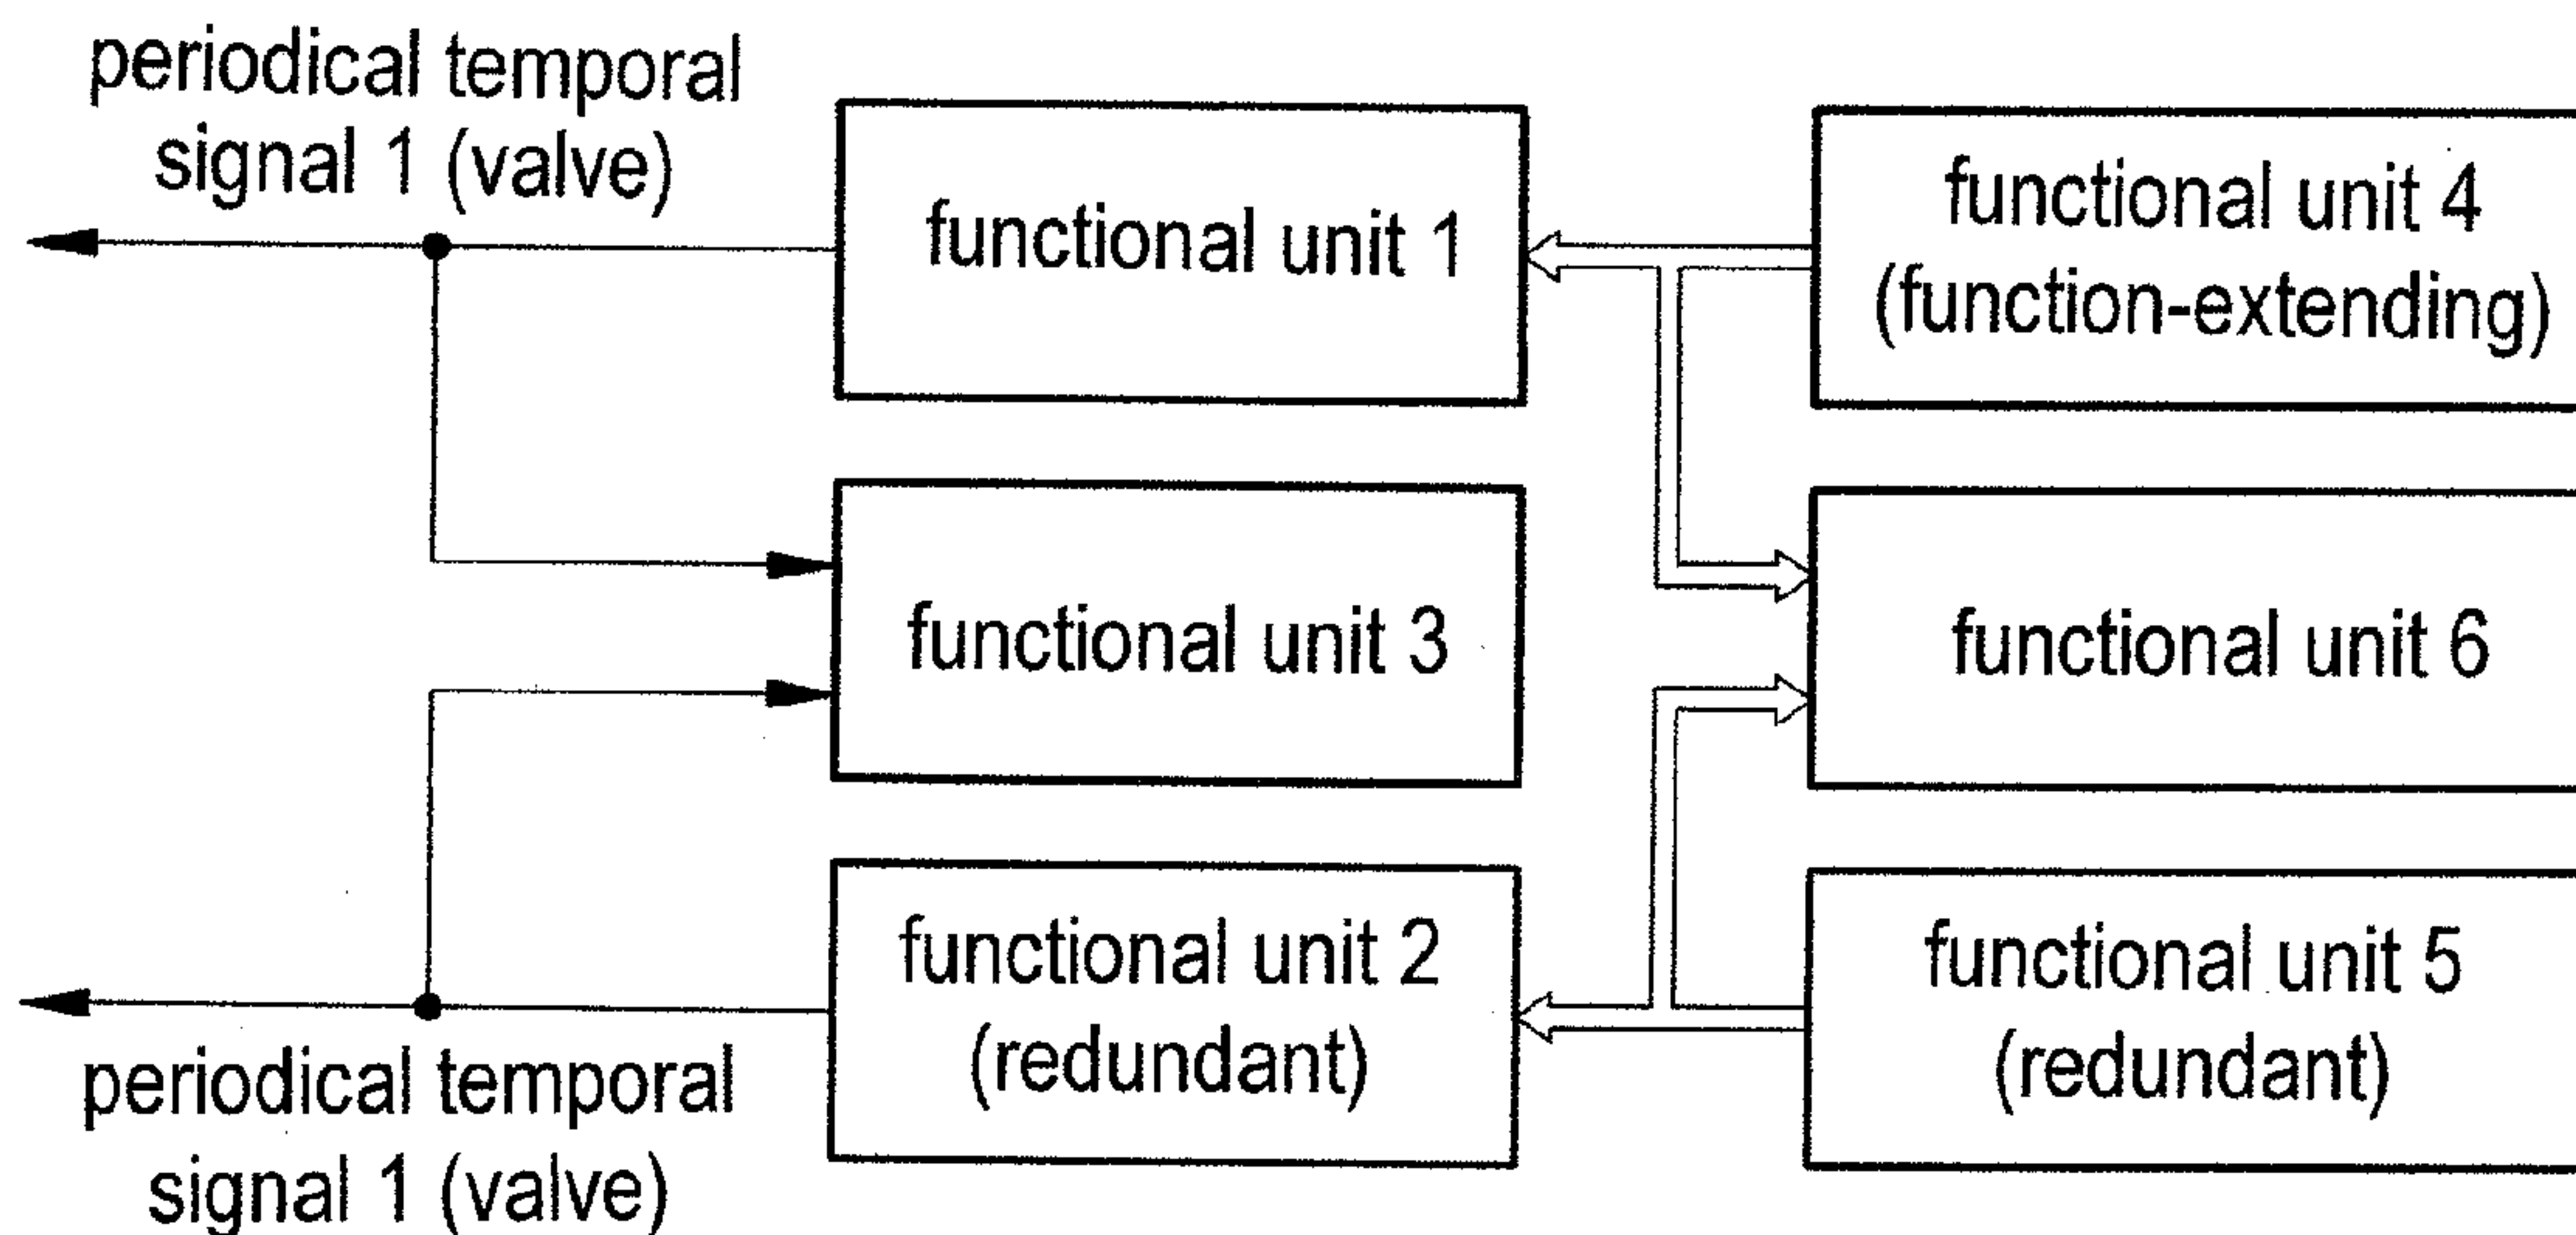 periodical temporal
signal 1 (valve)
functional unit 1
functional unit 4
(function-extending)
functional unit 3
functional unit 6
functional unit 2
(redundant)
functional unit 5
(redundant)
periodical temporal
signal 1 (valve)